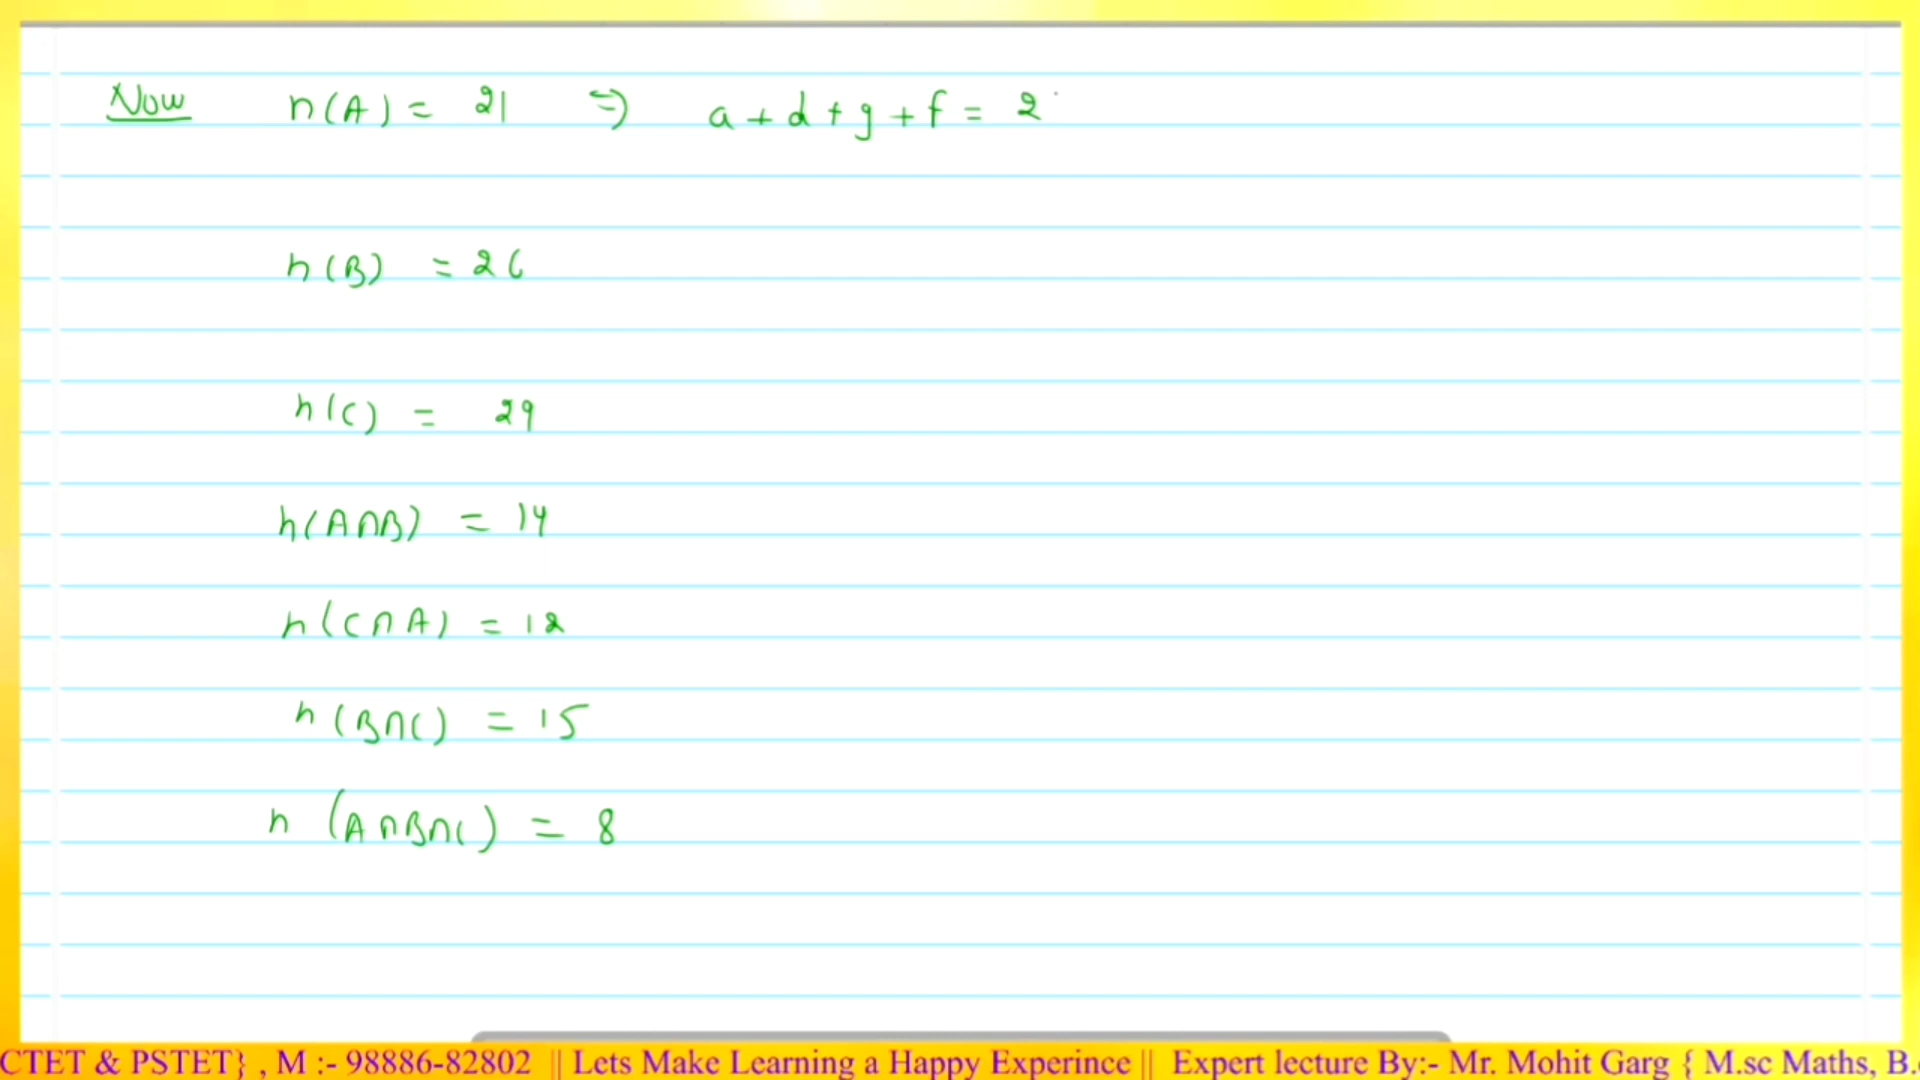 Now n(A) = 21 => a + d + g + f = 2
n(B) = 26
n(C) = 29
n(A∩B) = 14
n(C∩A) = 12
n(B∩C) = 15
n (A∩B∩C) = 8
CTET & PSTET} , M :- 98886-82802 || Lets Make Learning a Happy Experince || Expert lecture By:- Mr. Mohit Garg { M.sc Maths, B.